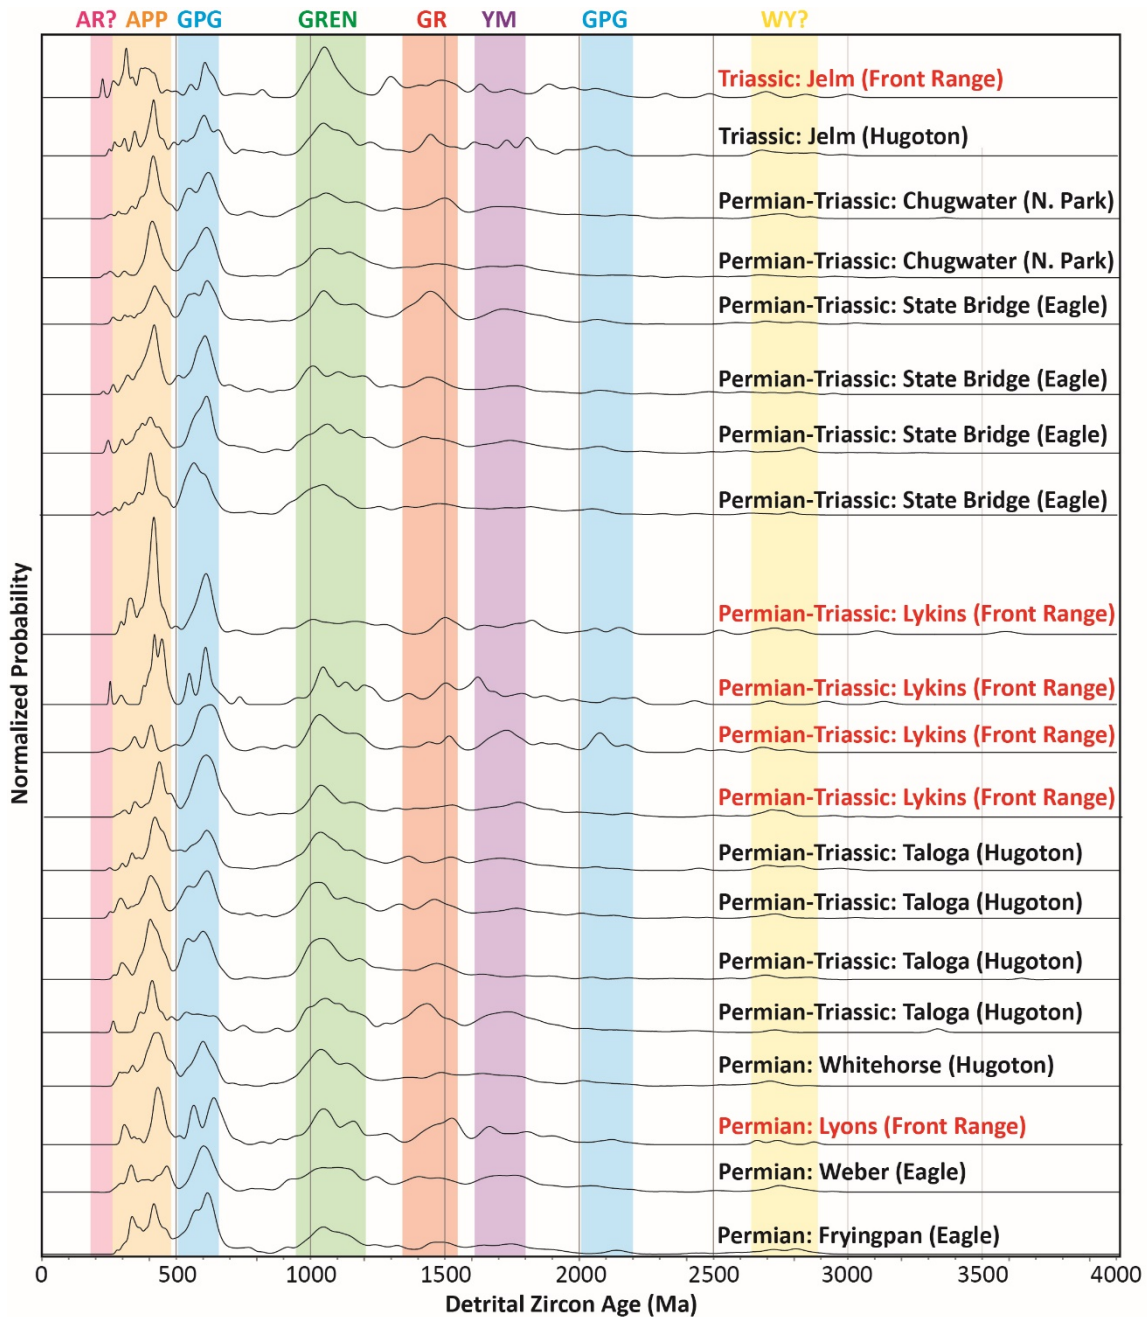 AR? APP GPG GREN GR YM GPG WY?
Triassic: Jelm (Front Range)
Triassic: Jelm (Hugoton)
Permian-Triassic: Chugwater (N. Park)
Permian-Triassic: Chugwater (N. Park)
Permian-Triassic: State Bridge (Eagle)
Permian-Triassic: State Bridge (Eagle)
Permian-Triassic: State Bridge (Eagle)
Permian-Triassic: State Bridge (Eagle)
Permian-Triassic: Lykins (Front Range)
Permian-Triassic: Lykins (Front Range)
Permian-Triassic: Lykins (Front Range)
Permian-Triassic: Lykins (Front Range)
Permian-Triassic: Taloga (Hugoton)
Permian-Triassic: Taloga (Hugoton)
Permian-Triassic: Taloga (Hugoton)
Permian-Triassic: Taloga (Hugoton)
Permian: Whitehorse (Hugoton)
Permian: Lyons (Front Range)
Permian: Weber (Eagle)
Permian: Fryingpan (Eagle)
Normalized Probability
0 500 1000 1500 2000 2500 3000 3500 4000
Detrital Zircon Age (Ma)